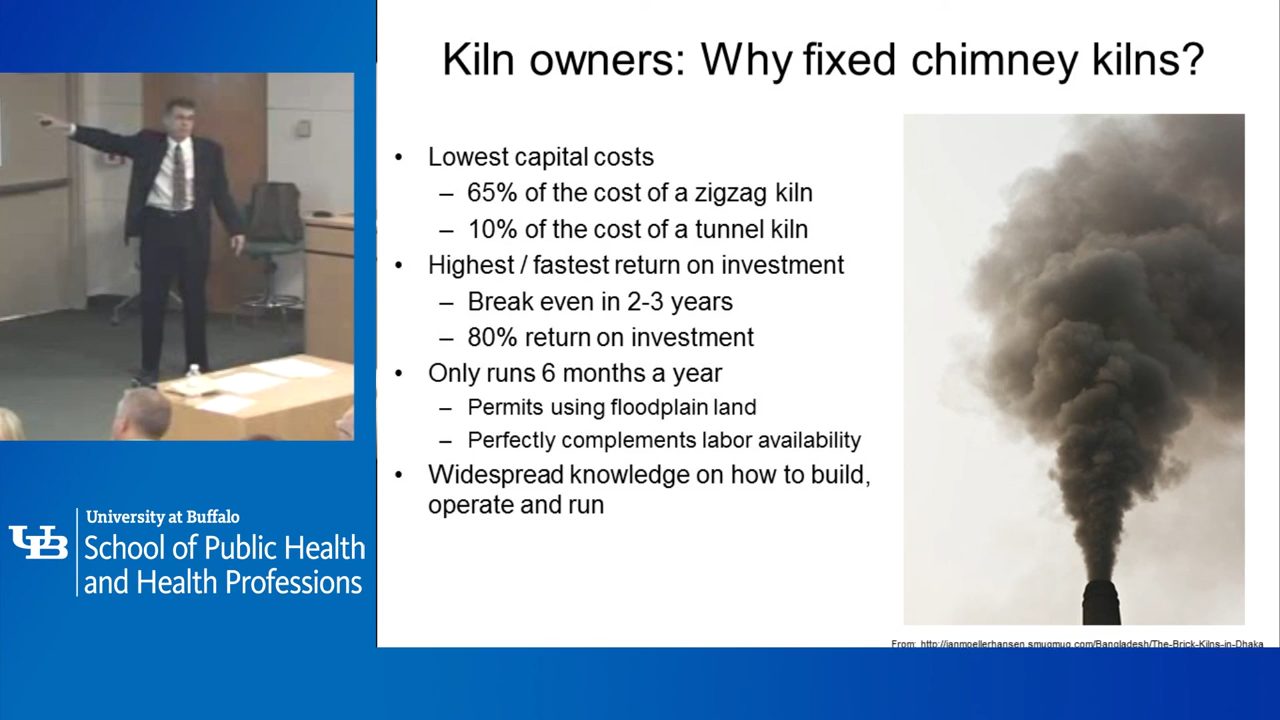 Kiln owners: Why fixed chimney kilns?
• Lowest capital costs
– 65% of the cost of a zigzag kiln
– 10% of the cost of a tunnel kiln
• Highest / fastest return on investment
– Break even in 2-3 years
– 80% return on investment
• Only runs 6 months a year
– Permits using floodplain land
– Perfectly complements labor availability
• Widespread knowledge on how to build,
operate and run
From: http://ianmoellerhansen.smugmug.com/Bangladesh/The-Brick-Kilns-in-Dhaka
UB
University at Buffalo
School of Public Health
and Health Professions